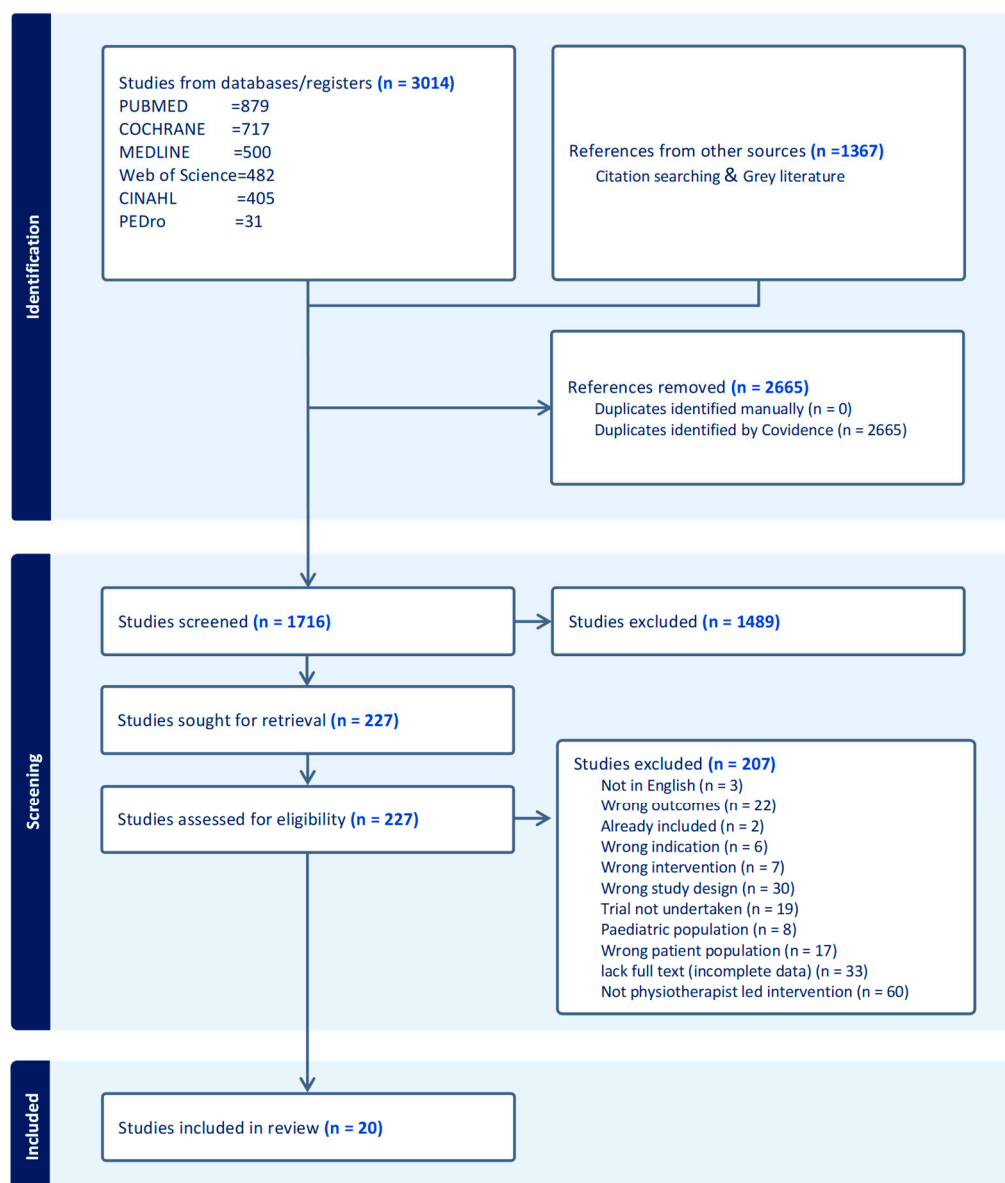 Identification
Studies from databases/registers (n = 3014)
PUBMED =879
COCHRANE =717
MEDLINE =500
Web of Science=482
CINAHL =405
PEDro =31
References from other sources (n =1367)
Citation searching & Grey literature
References removed (n = 2665)
Duplicates identified manually (n = 0)
Duplicates identified by Covidence (n = 2665)
Screening
Studies screened (n = 1716)
Studies excluded (n = 1489)
Studies sought for retrieval (n = 227)
Studies assessed for eligibility (n = 227)
Studies excluded (n = 207)
Not in English (n = 3)
Wrong outcomes (n = 22)
Already included (n = 2)
Wrong indication (n = 6)
Wrong intervention (n = 7)
Wrong study design (n = 30)
Trial not undertaken (n = 19)
Paediatric population (n = 8)
Wrong patient population (n = 17)
lack full text (incomplete data) (n = 33)
Not physiotherapist led intervention (n = 60)
Included
Studies included in review (n = 20)